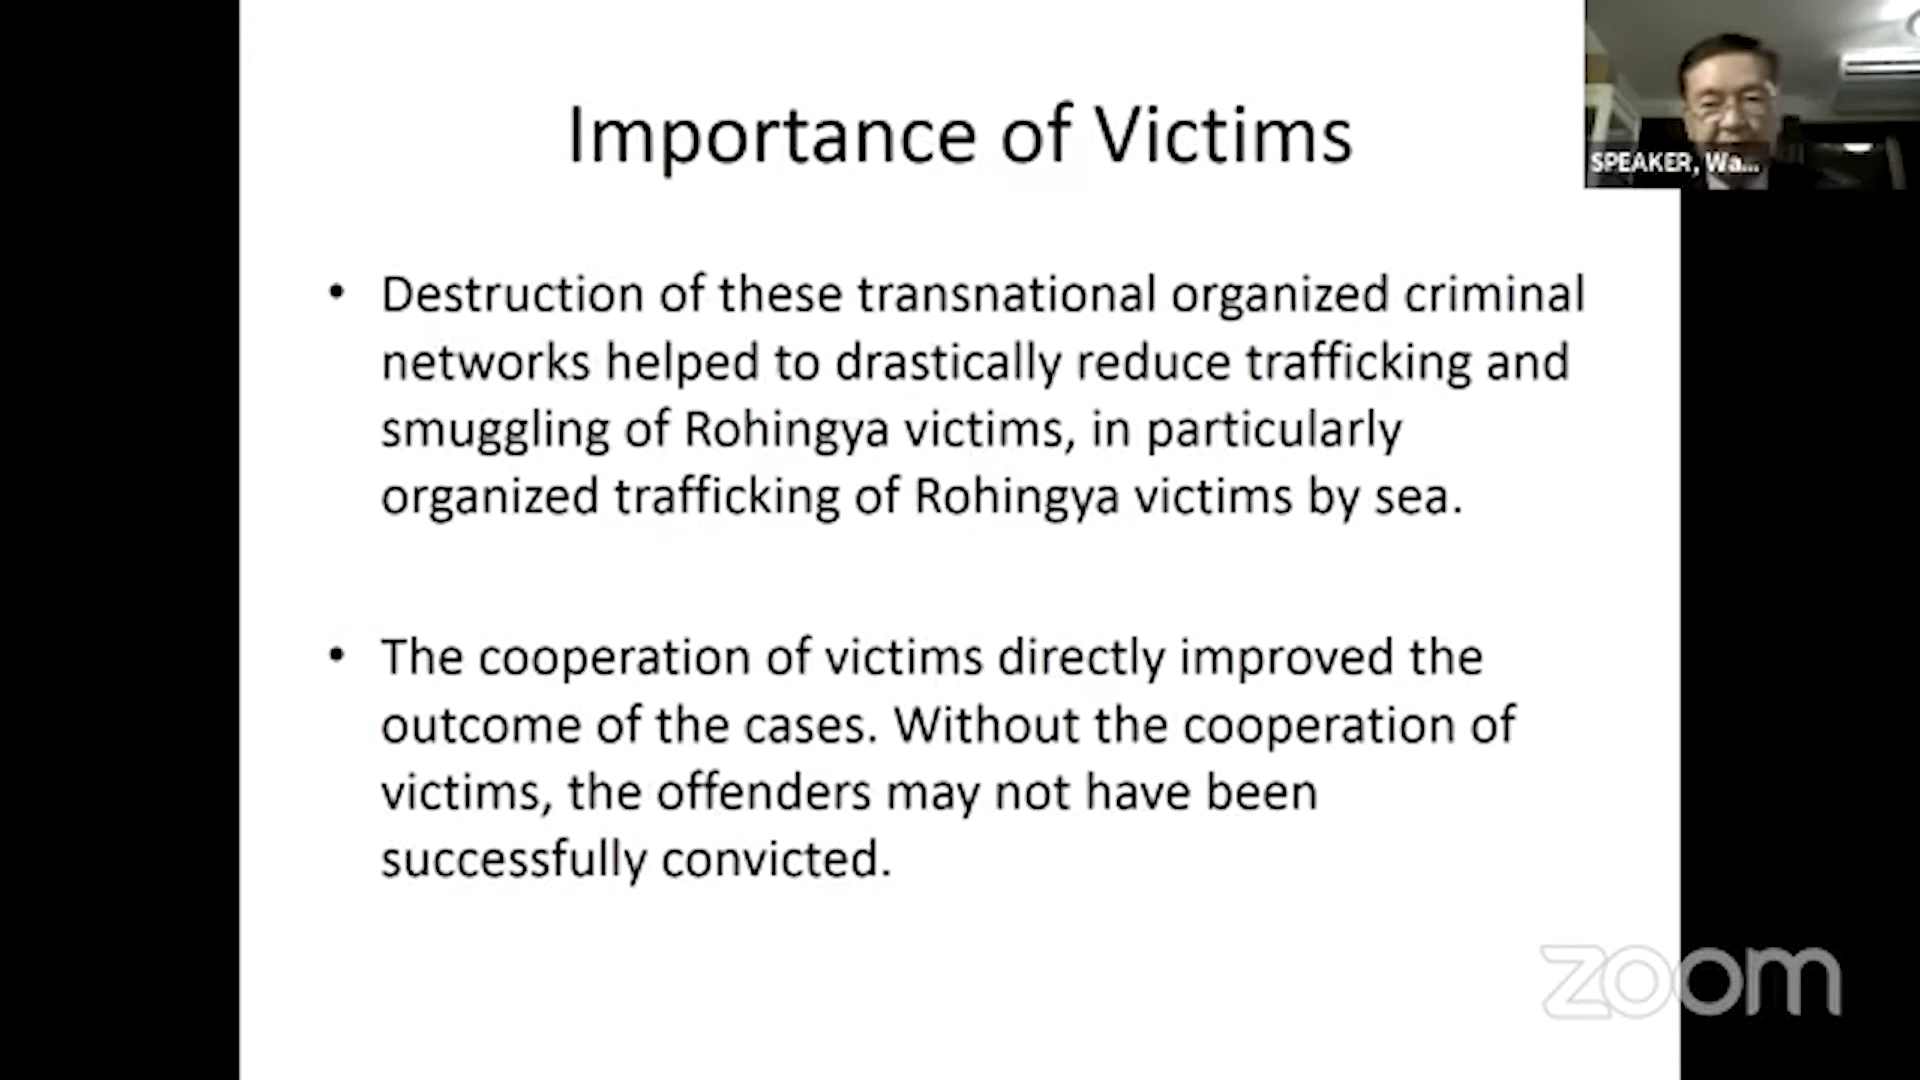 Importance of Victims
SPEAKER, Wa...
• Destruction of these transnational organized criminal
networks helped to drastically reduce trafficking and
smuggling of Rohingya victims, in particularly
organized trafficking of Rohingya victims by sea.
• The cooperation of victims directly improved the
outcome of the cases. Without the cooperation of
victims, the offenders may not have been
successfully convicted.
zoom